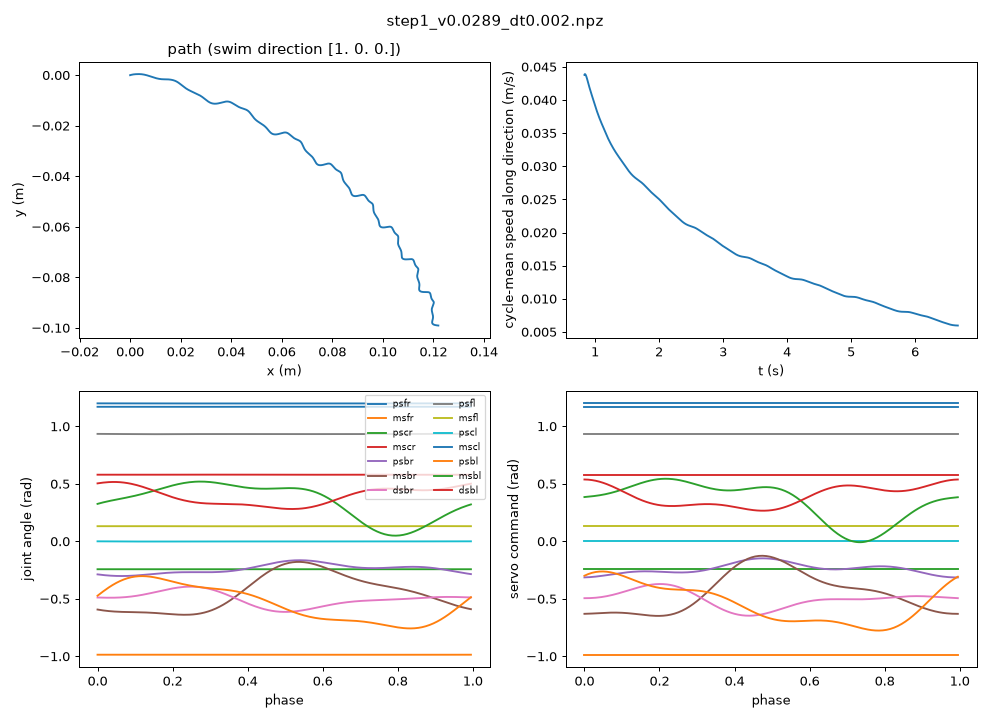 step1_v0.0289_dt0.002.npz
path (swim direction [1. 0. 0.])
y (m)
0.00
−0.02
−0.04
−0.06
−0.08
−0.10
−0.02 0.00 0.02 0.04 0.06 0.08 0.10 0.12 0.14
x (m)
cycle-mean speed along direction (m/s)
0.045
0.040
0.035
0.030
0.025
0.020
0.015
0.010
0.005
1 2 3 4 5 6
t (s)
joint angle (rad)
1.0
0.5
0.0
−0.5
−1.0
psfr psfl
msfr msfl
pscr pscl
mscr mscl
psbr psbl
msbr msbl
dsbr dsbl
0.0 0.2 0.4 0.6 0.8 1.0
phase
servo command (rad)
1.0
0.5
0.0
−0.5
−1.0
0.0 0.2 0.4 0.6 0.8 1.0
phase